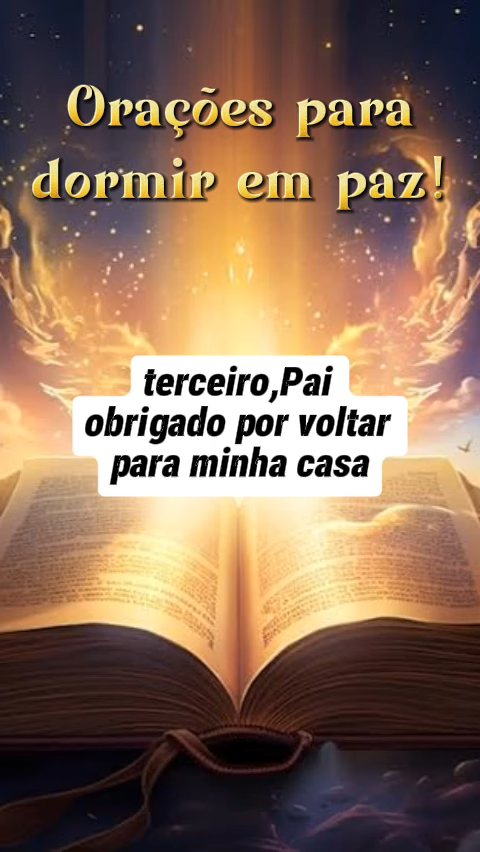 Orações para
dormir em paz!
terceiro,Pai
obrigado por voltar
para minha casa